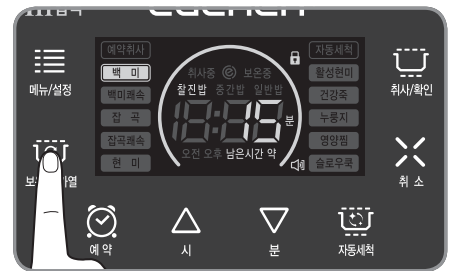 예약취사
자동세척
백 미
취사중 보온중
활성현미
백미쾌속
찰진밥 중간밥 일반밥
건강죽
잡 곡
15 분
누룽지
잡곡쾌속
영양찜
현 미
오전 오후 남은시간 약
슬로우쿡
메뉴/설정
취사/확인
열
취 소
예 약
시
분
자동세척